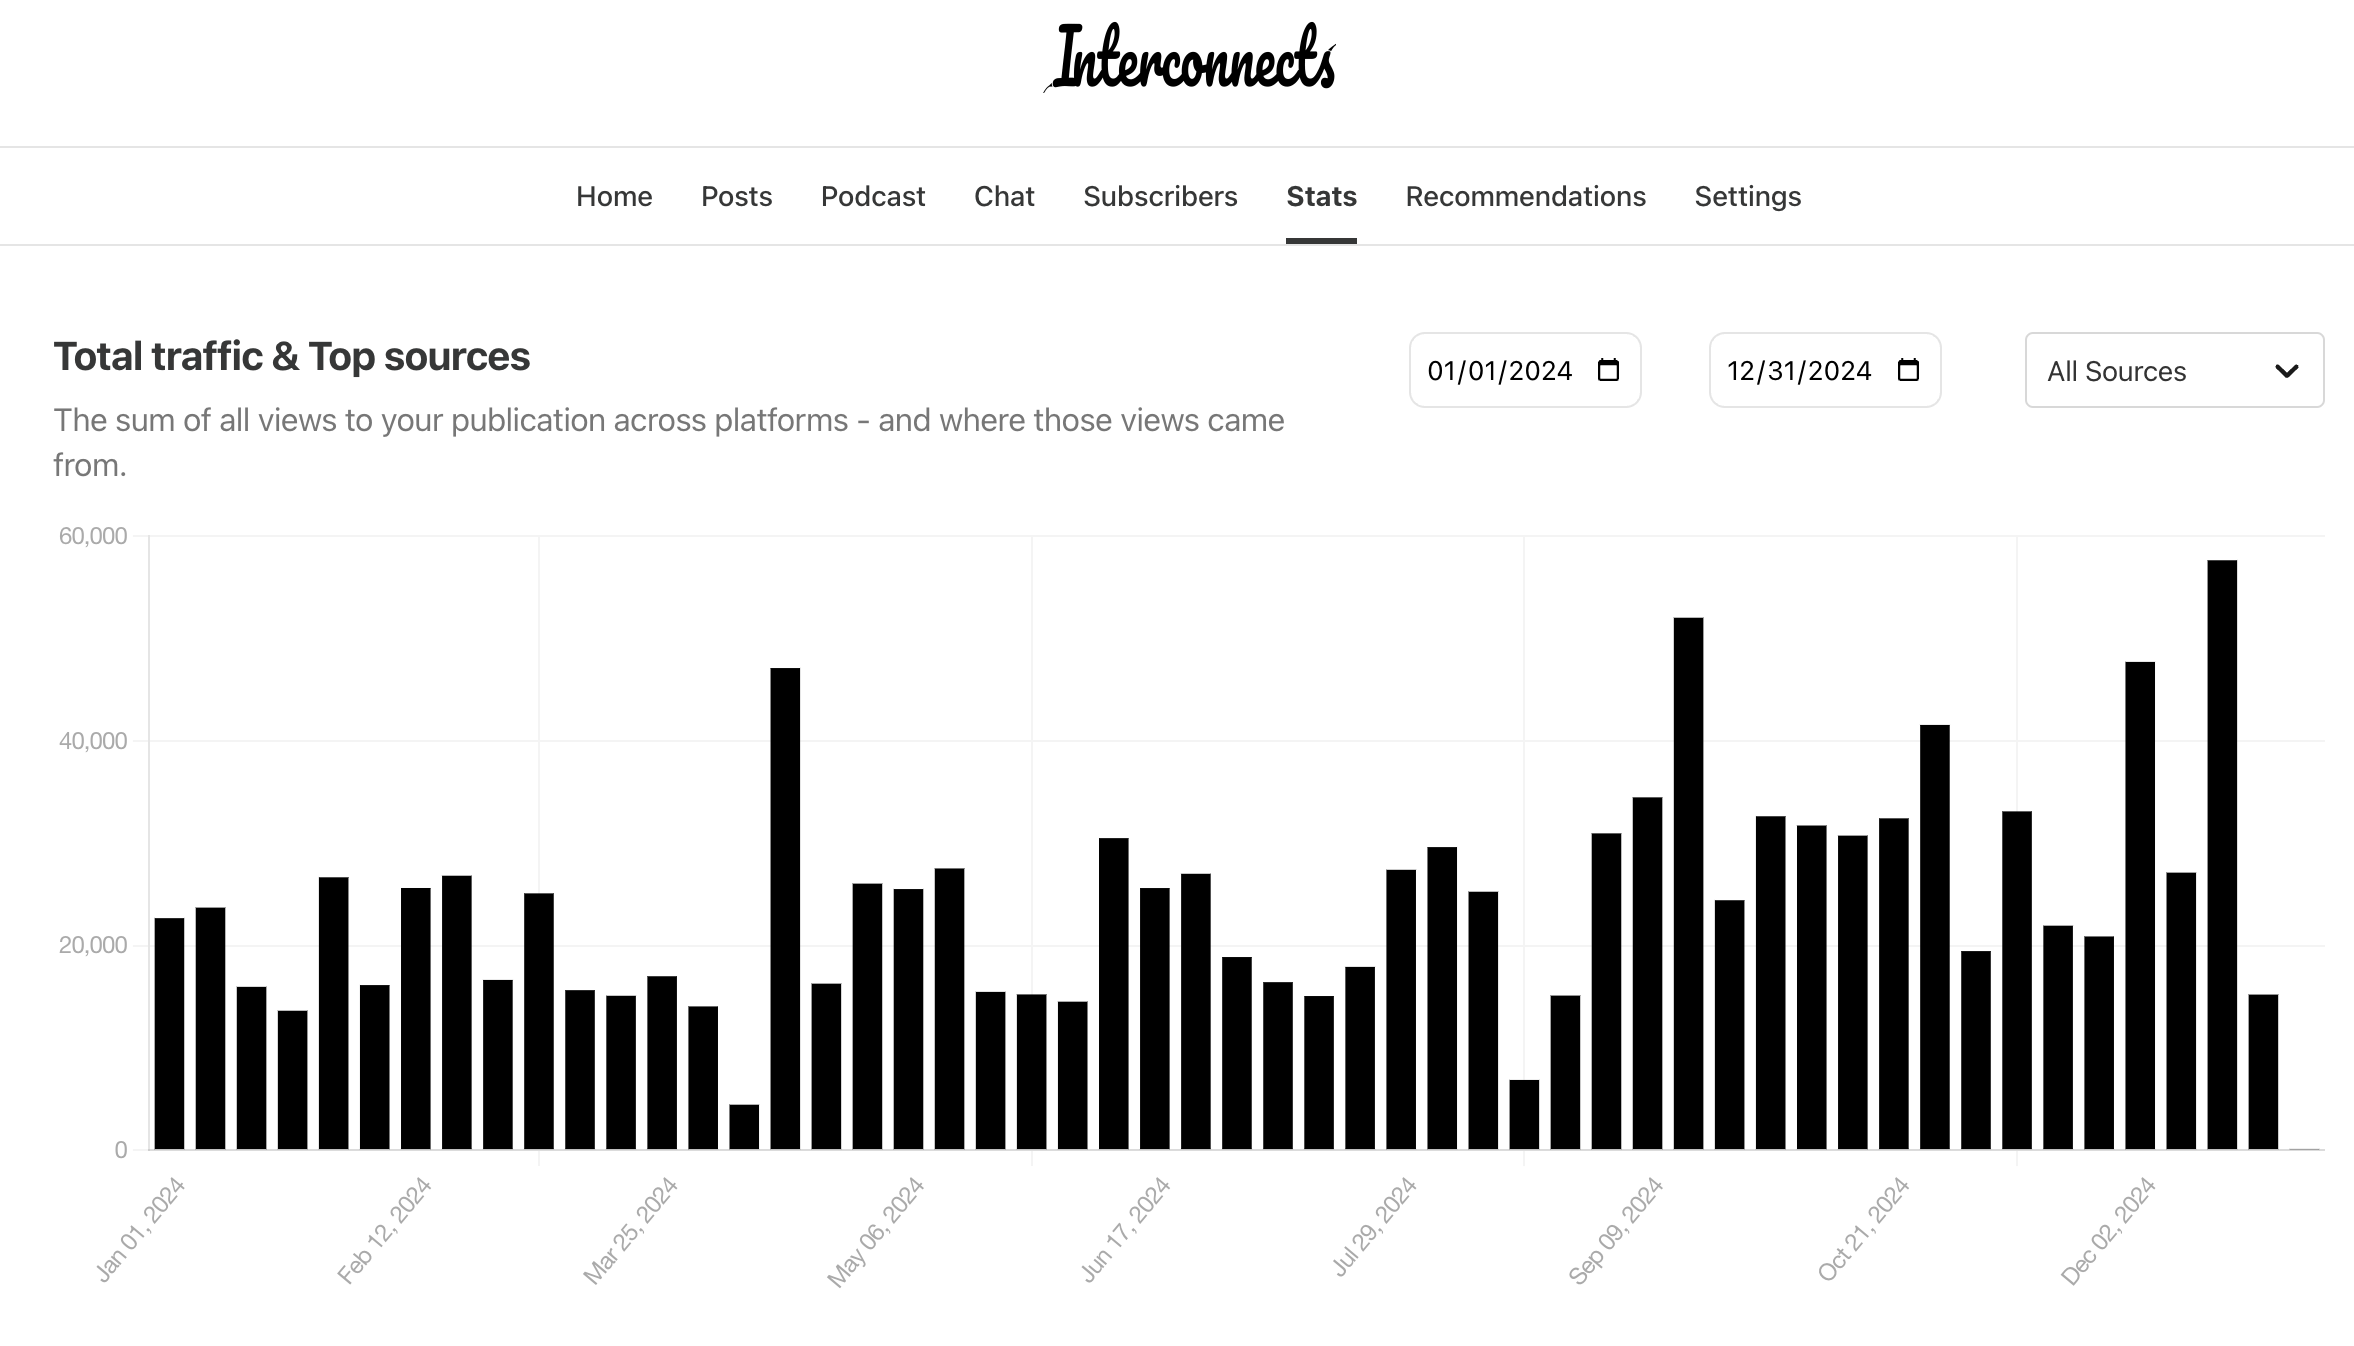 Interconnects
Home Posts Podcast Chat Subscribers Stats Recommendations Settings
Total traffic & Top sources
The sum of all views to your publication across platforms - and where those views came
from.
01/01/2024
12/31/2024
All Sources
60,000
40,000
20,000
0
Jan 01, 2024
Feb 12, 2024
Mar 25, 2024
May 06, 2024
Jun 17, 2024
Jul 29, 2024
Sep 09, 2024
Oct 21, 2024
Dec 02, 2024